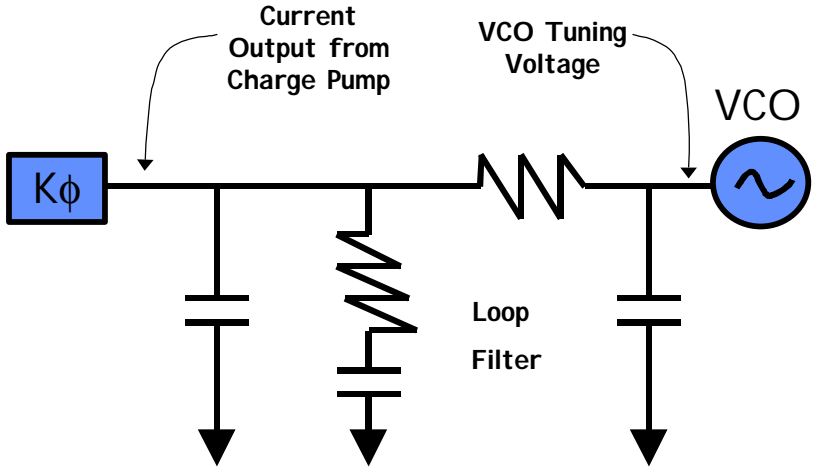 Current
Output from
Charge Pump
VCO Tuning
Voltage
VCO
Kϕ
Loop
Filter